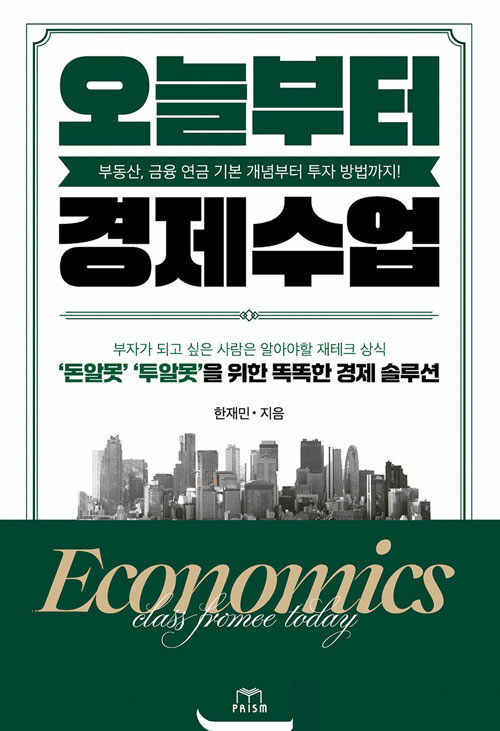 오늘부터
부동산, 금융 연금 기본 개념부터 투자 방법까지!
경제수업
부자가 되고 싶은 사람은 알아야할 재테크 상식
‘돈알못’ ‘투알못’을 위한 똑똑한 경제 솔루션
한재민 • 지음
Economics
class fromee today
PRISM